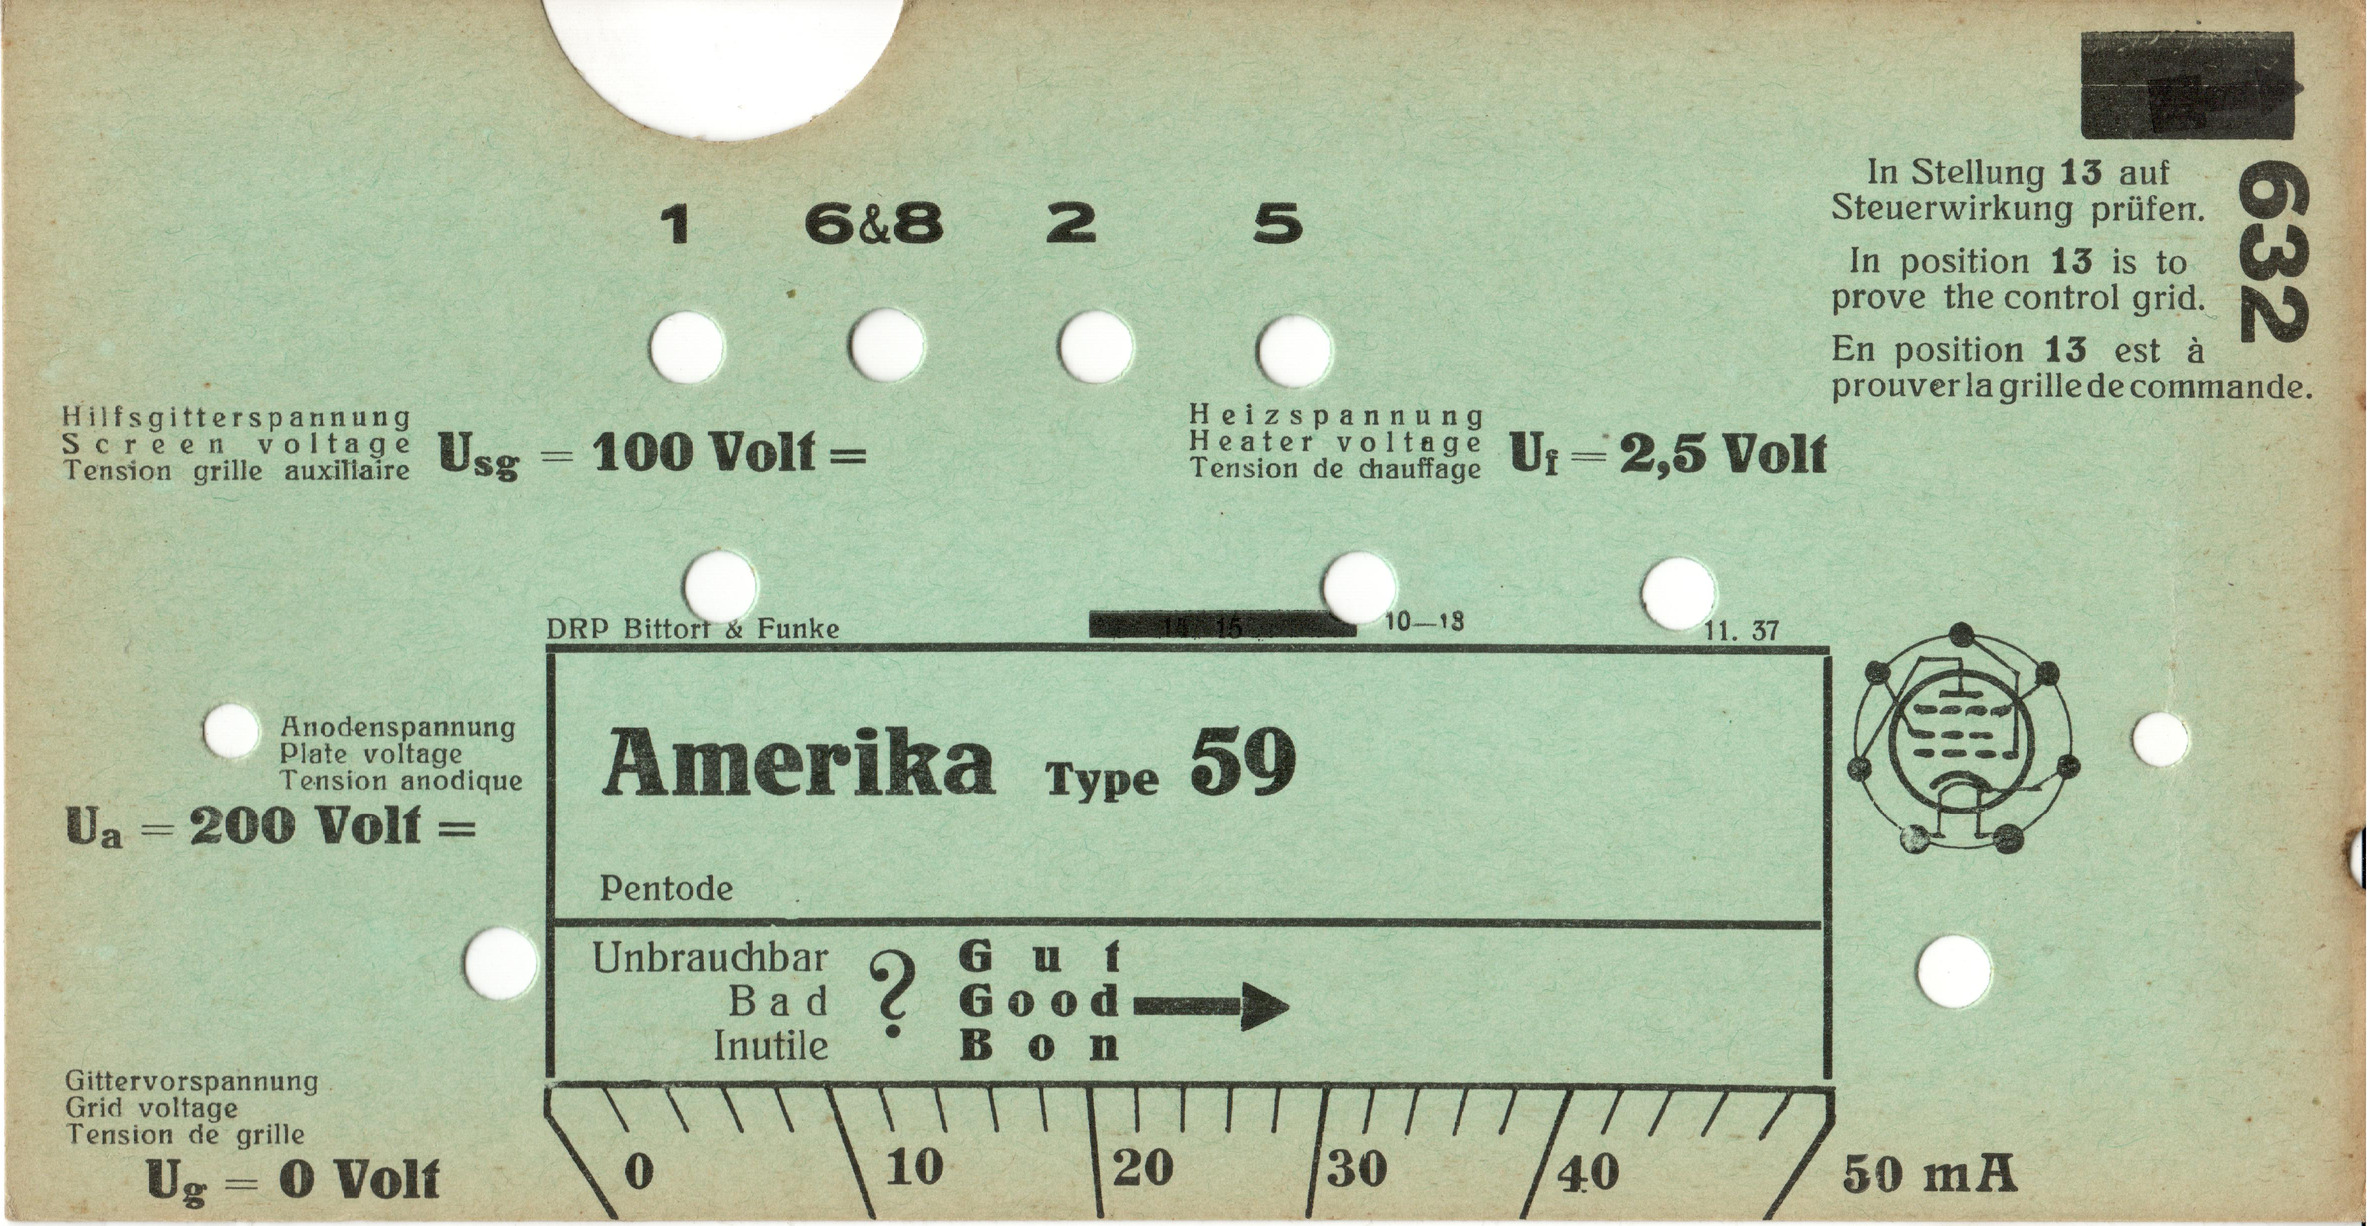 1 6&8 2 5
In Stellung 13 auf
Steuerwirkung prüfen.
In position 13 is to
prove the control grid.
En position 13 est à
prouver la grille de commande.
632
Hilfsgitterspannung
Screen voltage
Tension grille auxiliaire
Usg = 100 Volt =
Heizspannung
Heater voltage
Tension de chauffage
Uf = 2,5 Volt
DRP Bittorf & Funke
14 15
10—18
11. 37
Anodenspannung
Plate voltage
Tension anodique
Ua = 200 Volt =
Amerika Type 59
Pentode
Unbrauchbar ? Gut
Bad Good
Inutile Bon
Gittervorspannung
Grid voltage
Tension de grille
Ug = 0 Volt
0 10 20 30 40 50 mA